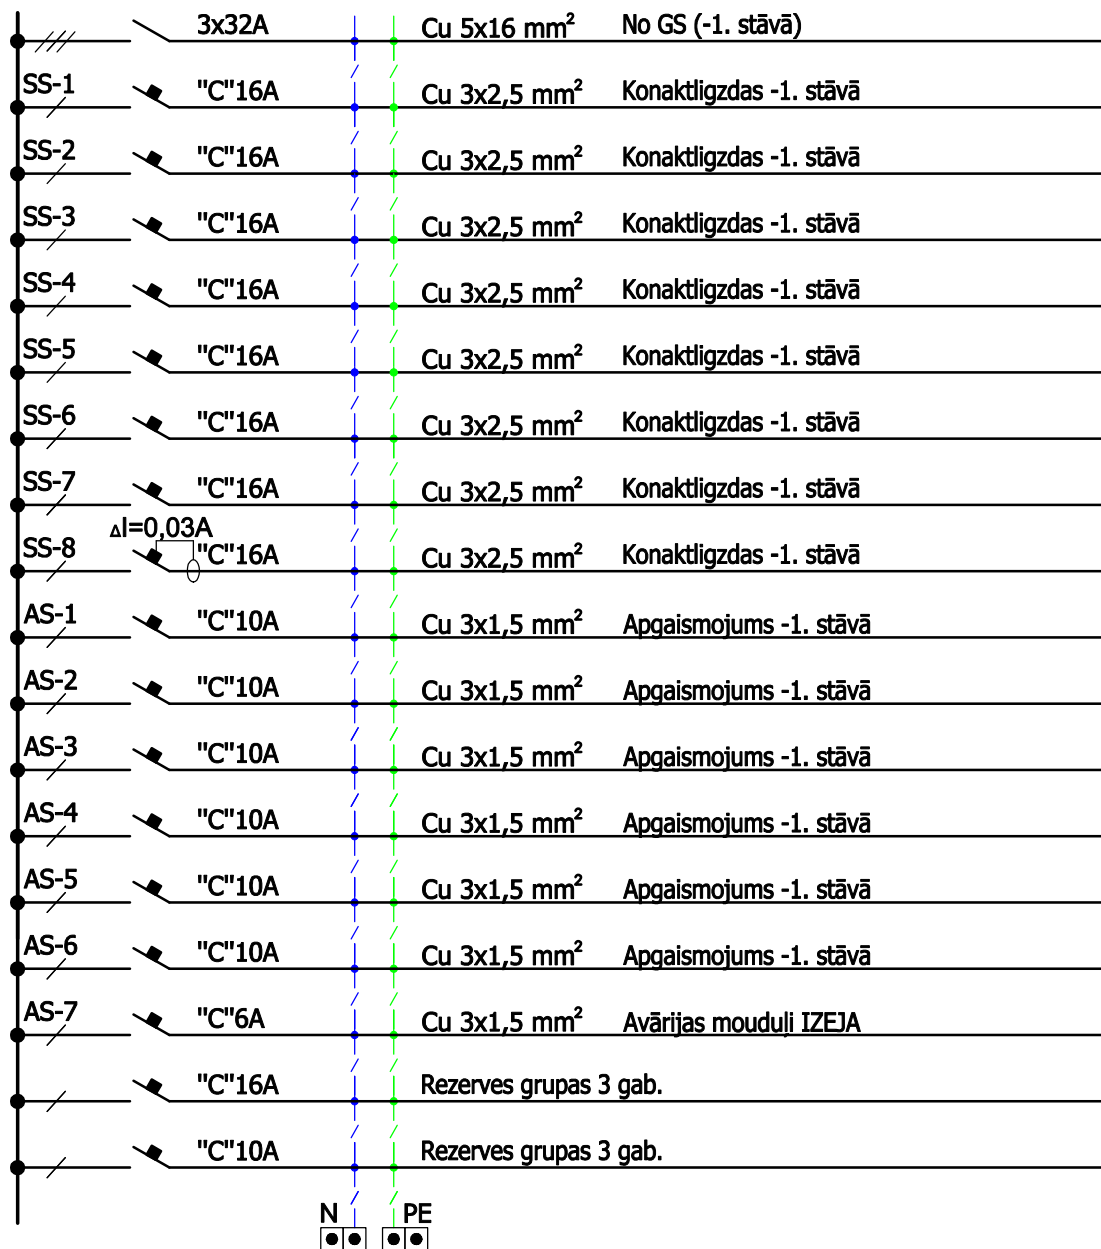 3x32A Cu 5x16 mm² No GS (-1. stāvā)
SS-1 "C"16A Cu 3x2,5 mm² Konaktligzdas -1. stāvā
SS-2 "C"16A Cu 3x2,5 mm² Konaktligzdas -1. stāvā
SS-3 "C"16A Cu 3x2,5 mm² Konaktligzdas -1. stāvā
SS-4 "C"16A Cu 3x2,5 mm² Konaktligzdas -1. stāvā
SS-5 "C"16A Cu 3x2,5 mm² Konaktligzdas -1. stāvā
SS-6 "C"16A Cu 3x2,5 mm² Konaktligzdas -1. stāvā
SS-7 "C"16A Cu 3x2,5 mm² Konaktligzdas -1. stāvā
ΔI=0,03A
SS-8 "C"16A Cu 3x2,5 mm² Konaktligzdas -1. stāvā
AS-1 "C"10A Cu 3x1,5 mm² Apgaismojums -1. stāvā
AS-2 "C"10A Cu 3x1,5 mm² Apgaismojums -1. stāvā
AS-3 "C"10A Cu 3x1,5 mm² Apgaismojums -1. stāvā
AS-4 "C"10A Cu 3x1,5 mm² Apgaismojums -1. stāvā
AS-5 "C"10A Cu 3x1,5 mm² Apgaismojums -1. stāvā
AS-6 "C"10A Cu 3x1,5 mm² Apgaismojums -1. stāvā
AS-7 "C"6A Cu 3x1,5 mm² Avārijas mouduļi IZEJA
"C"16A Rezerves grupas 3 gab.
"C"10A Rezerves grupas 3 gab.
N PE